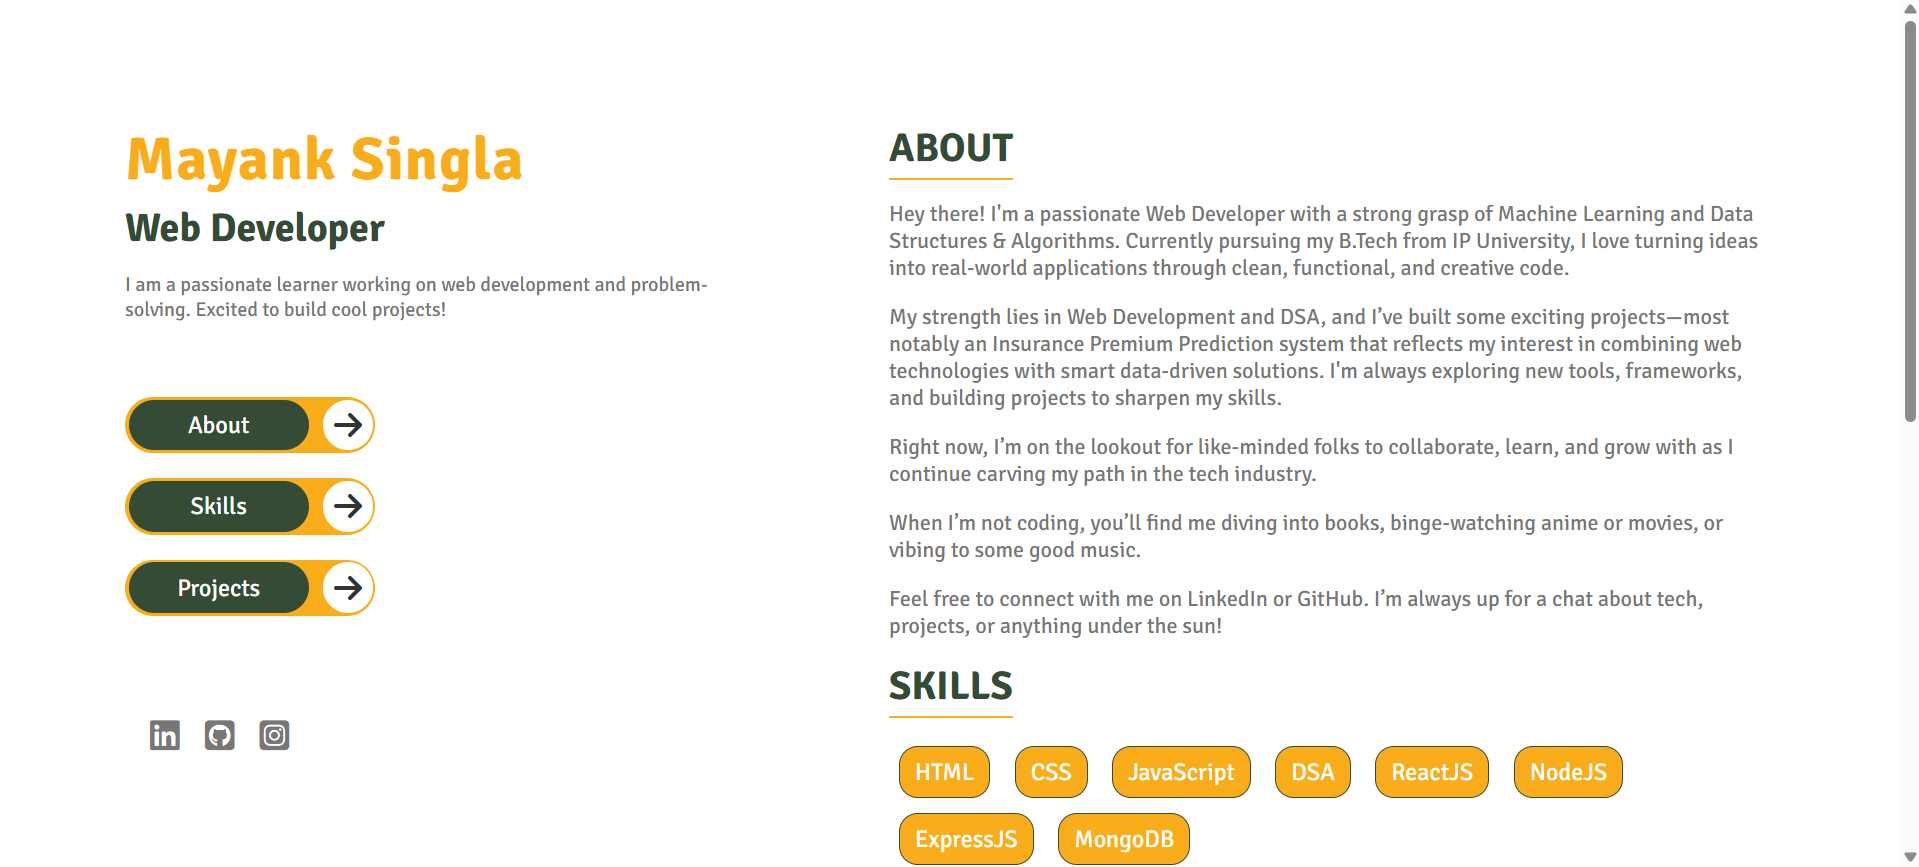 Mayank Singla
Web Developer
I am a passionate learner working on web development and problem-
solving. Excited to build cool projects!
About
Skills
Projects
in
ABOUT
Hey there! I'm a passionate Web Developer with a strong grasp of Machine Learning and Data
Structures & Algorithms. Currently pursuing my B.Tech from IP University, I love turning ideas
into real-world applications through clean, functional, and creative code.
My strength lies in Web Development and DSA, and I’ve built some exciting projects—most
notably an Insurance Premium Prediction system that reflects my interest in combining web
technologies with smart data-driven solutions. I'm always exploring new tools, frameworks,
and building projects to sharpen my skills.
Right now, I’m on the lookout for like-minded folks to collaborate, learn, and grow with as I
continue carving my path in the tech industry.
When I’m not coding, you’ll find me diving into books, binge-watching anime or movies, or
vibing to some good music.
Feel free to connect with me on LinkedIn or GitHub. I’m always up for a chat about tech,
projects, or anything under the sun!
SKILLS
HTML CSS JavaScript DSA ReactJS NodeJS
ExpressJS MongoDB